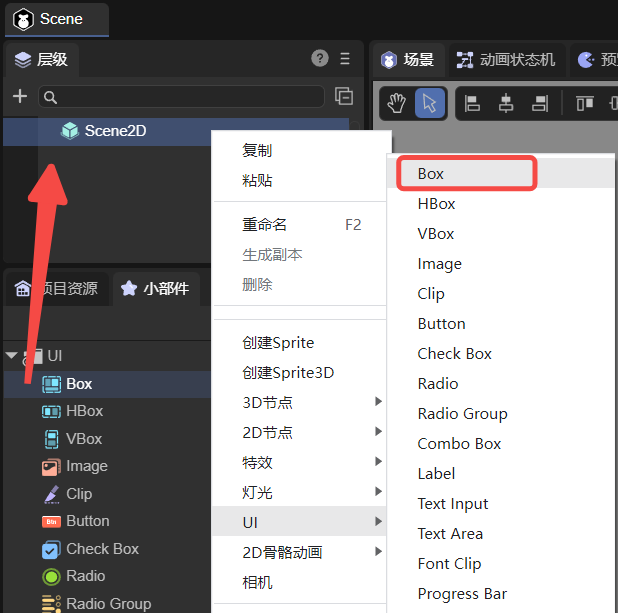 Scene
层级
?
Scene2D
项目资源
小部件
UI
Box
HBox
VBox
Image
Clip
Btn
Button
Check Box
Radio
Radio Group
复制
粘贴
重命名 F2
生成副本
删除
创建Sprite
创建Sprite3D
3D节点
2D节点
特效
灯光
UI
2D骨骼动画
相机
场景
动画状态机
预览
Box
HBox
VBox
Image
Clip
Button
Check Box
Radio
Radio Group
Combo Box
Label
Text Input
Text Area
Font Clip
Progress Bar